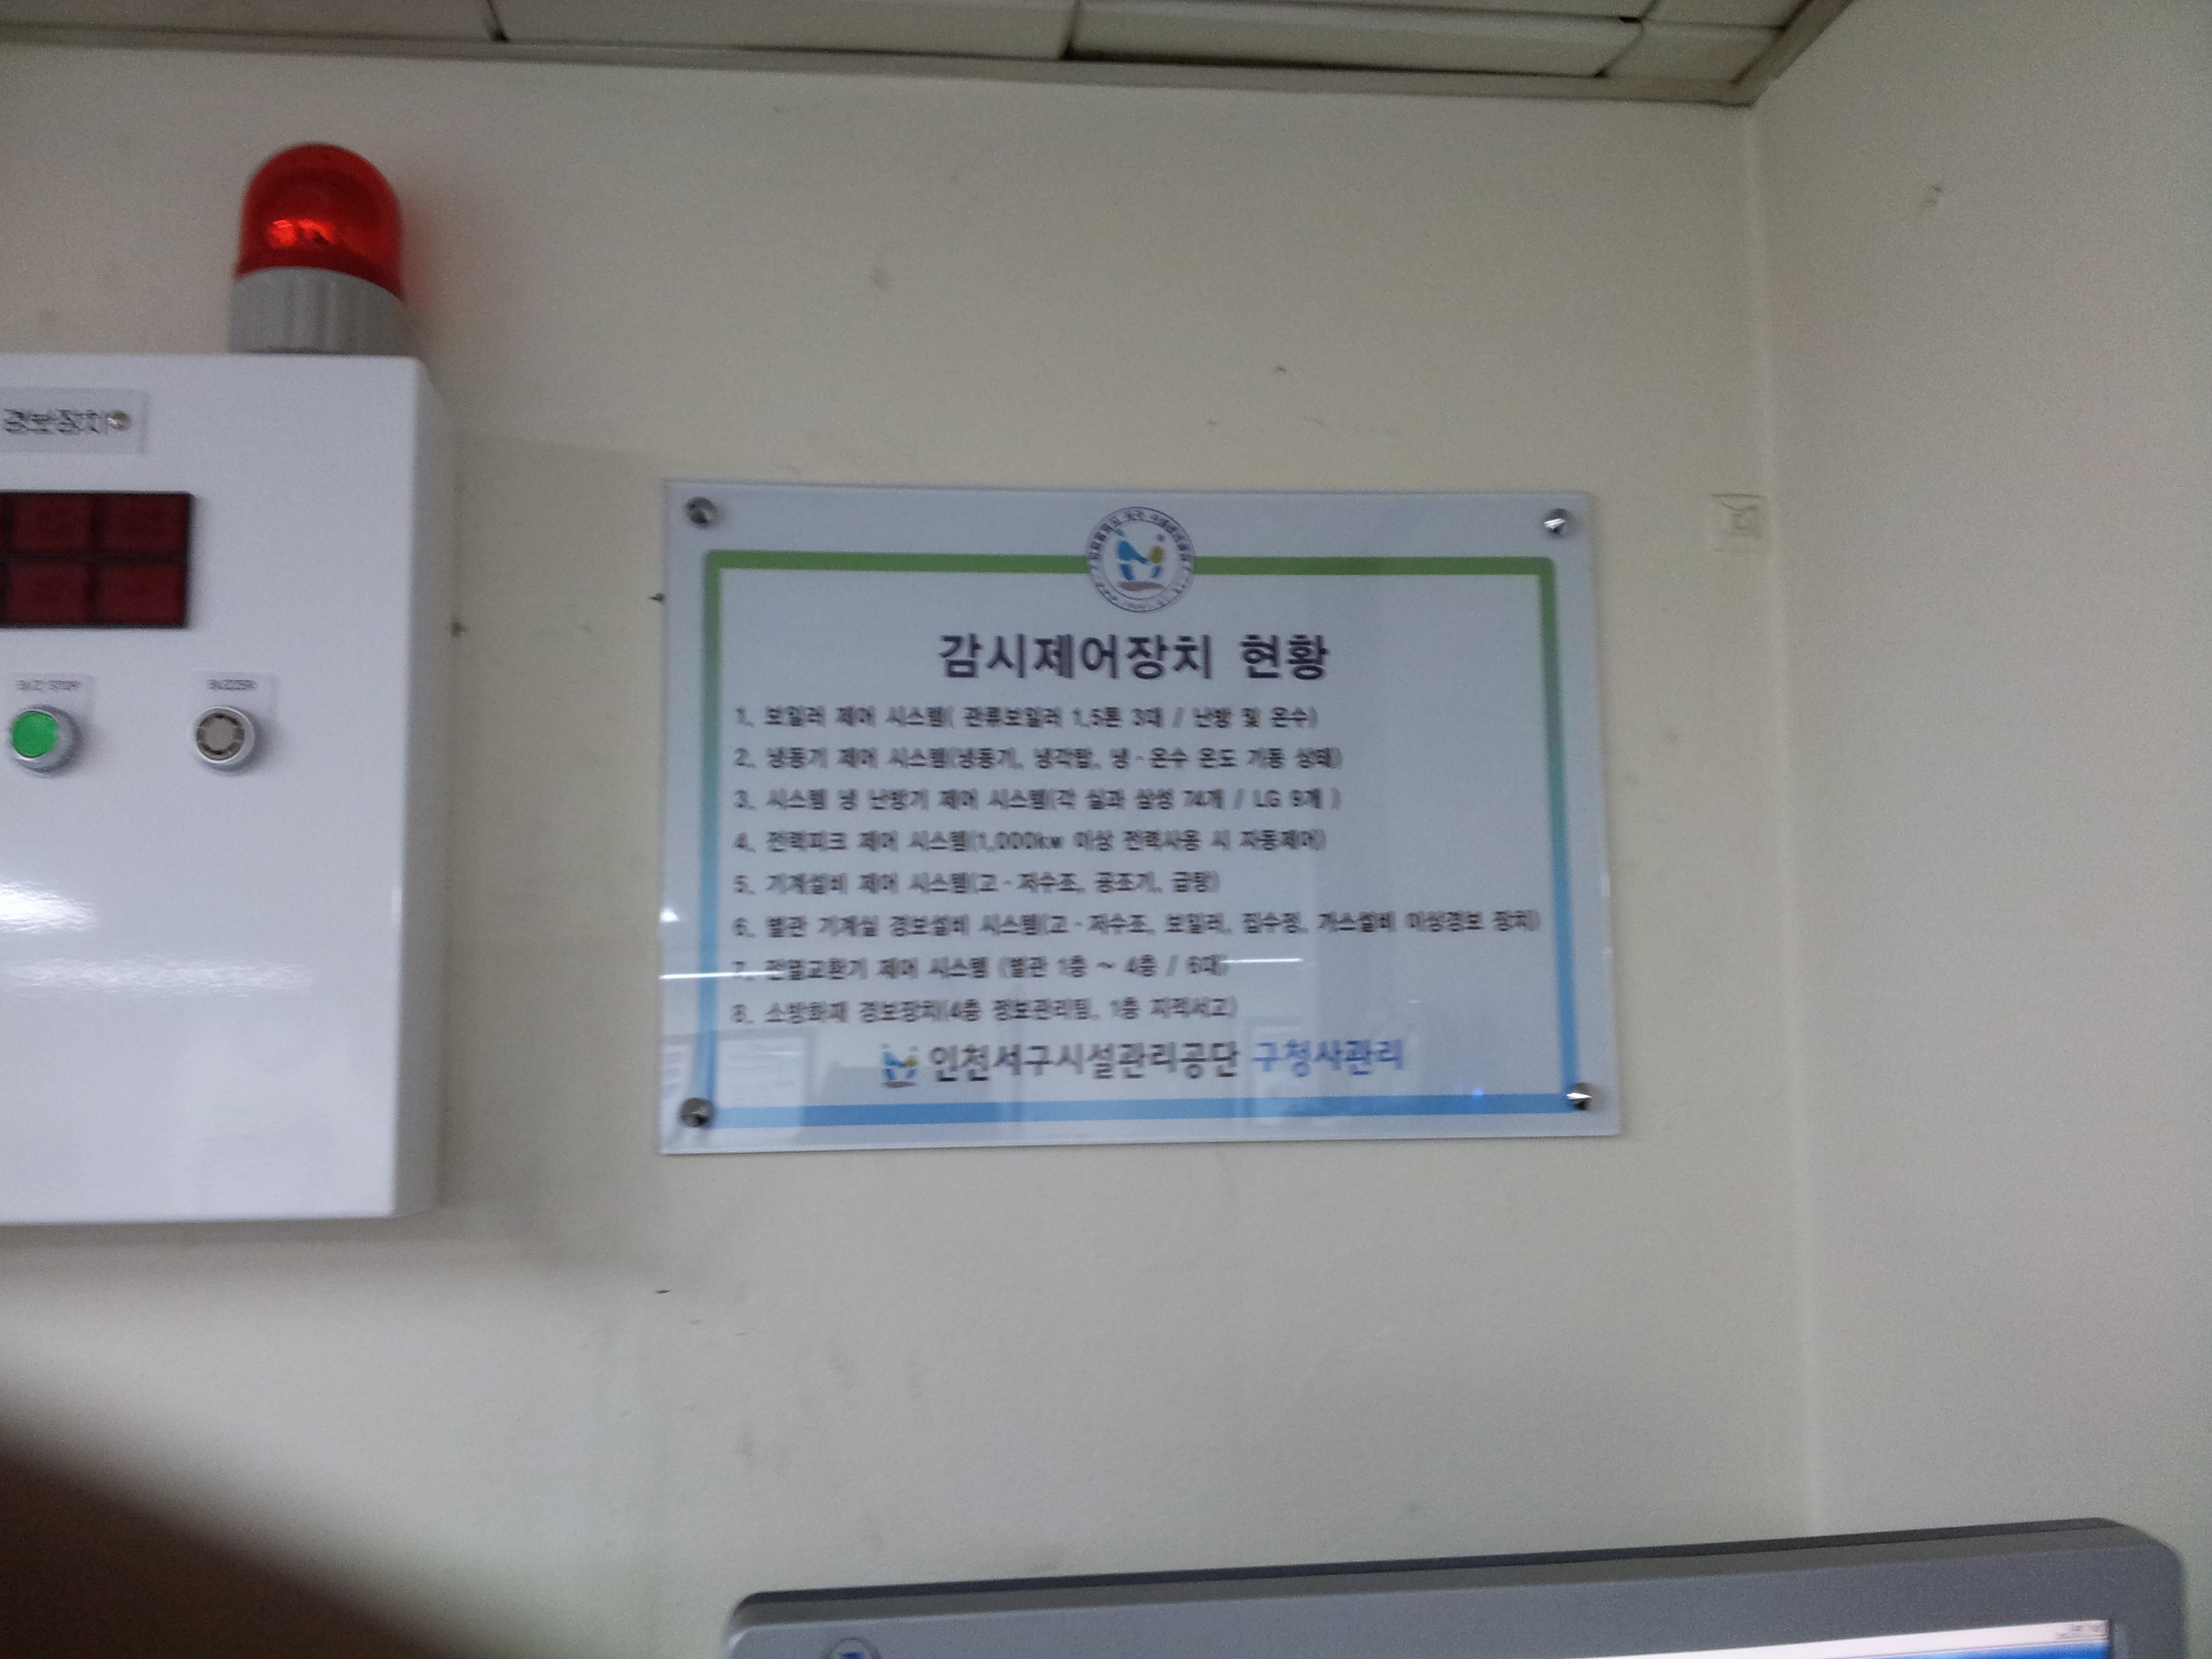 경보장치
BUZZER
감시제어장치 현황
1. 보일러 제어 시스템( 관류보일러 1.5톤 3대 / 난방 및 온수)
2. 냉동기 제어 시스템(냉동기, 냉각탑, 냉·온수 온도 기동 상태)
3. 시스템 냉 난방기 제어 시스템(각 실과 삼성 74개 / LG 9개 )
4. 전력피크 제어 시스템(1,000kw 이상 전력사용 시 자동제어)
5. 기계설비 제어 시스템(고·저수조, 공조기, 급탕)
6. 별관 기계실 경보설비 시스템(고·저수조, 보일러, 집수정, 가스설비 이상경보 장치)
7. 전열교환기 제어 시스템 (별관 1층 ~ 4층 / 6대)
8. 소방화재 경보장치(4층 정보관리팀, 1층 지적서고)
인천서구시설관리공단 구청사관리